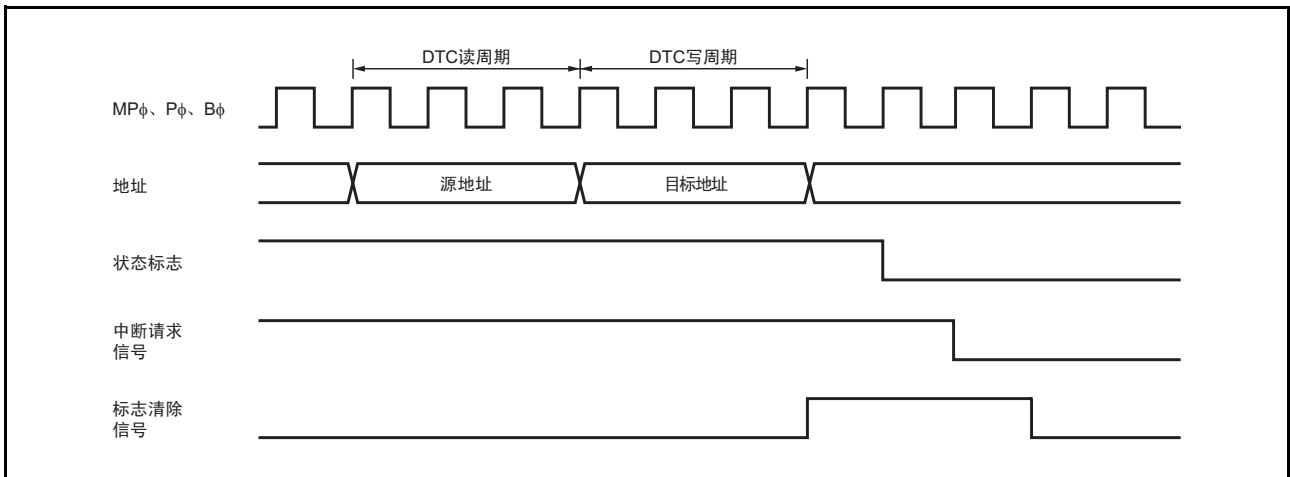 DTC读周期 DTC写周期
MPφ、Pφ、Bφ
地址 源地址 目标地址
状态标志
中断请求
信号
标志清除
信号